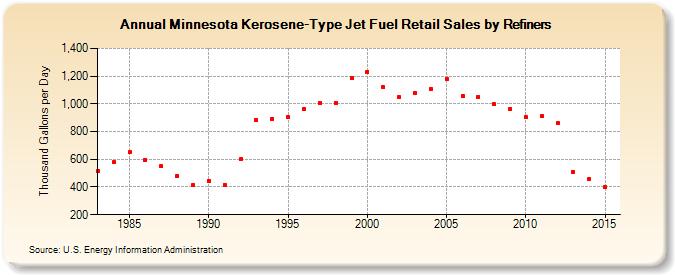 Annual Minnesota Kerosene-Type Jet Fuel Retail Sales by Refiners
Thousand Gallons per Day
1,400
1,200
1,000
800
600
400
200
1985 1990 1995 2000 2005 2010 2015
Source: U.S. Energy Information Administration